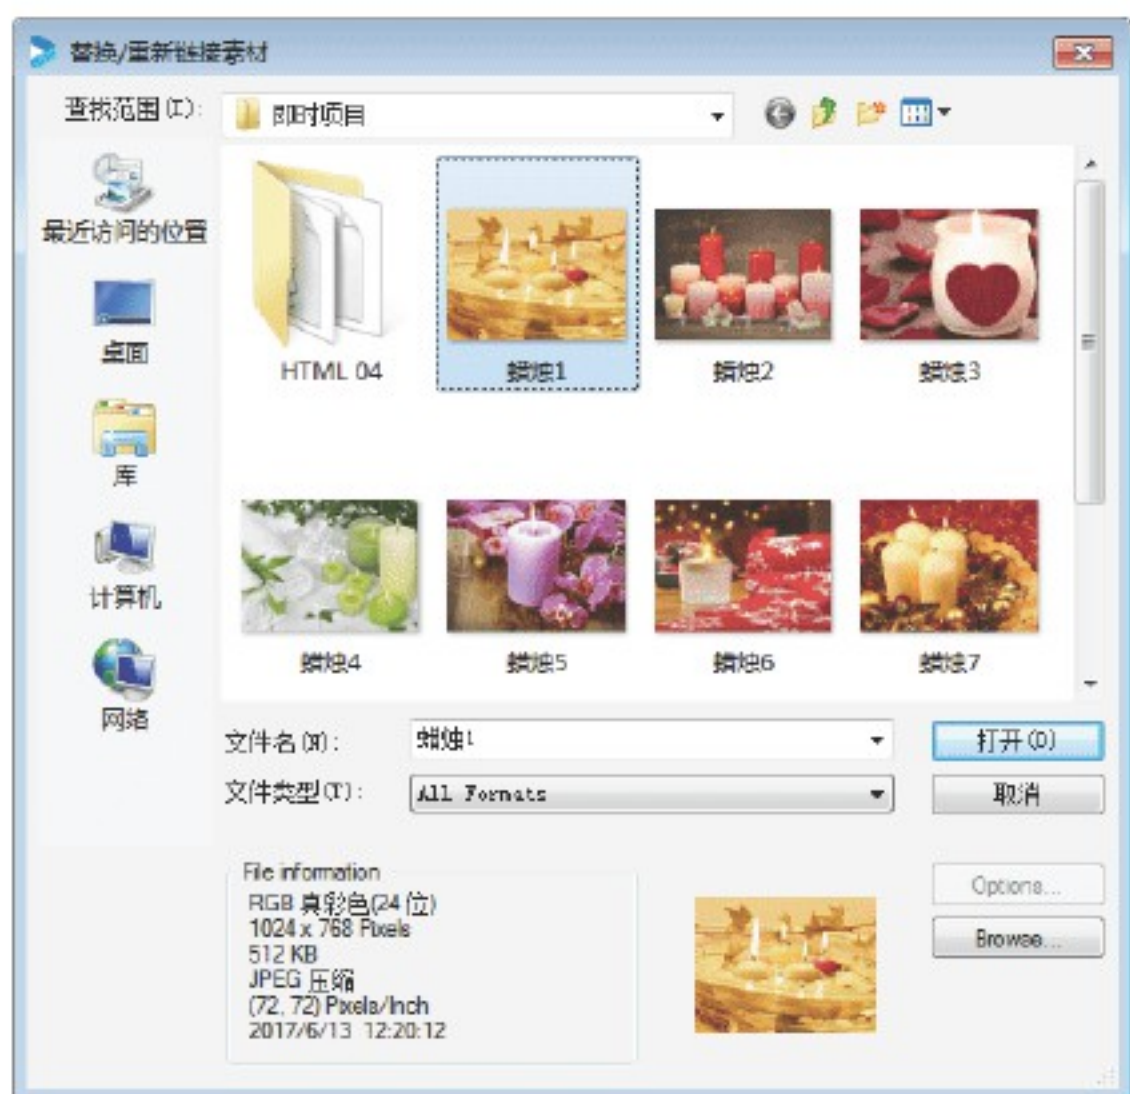 替换/重新链接素材
查找范围(I):
即时项目
最近访问的位置
桌面
库
计算机
网络
HTML 04
蜡烛1
蜡烛2
蜡烛3
蜡烛4
蜡烛5
蜡烛6
蜡烛7
文件名(N):
蜡烛1
打开(O)
文件类型(T):
All Formats
取消
File information
RGB 真彩色(24 位)
1024 x 768 Pixels
512 KB
JPEG 压缩
(72, 72) Pixels/Inch
2017/6/13 12:20:12
Options...
Browse...